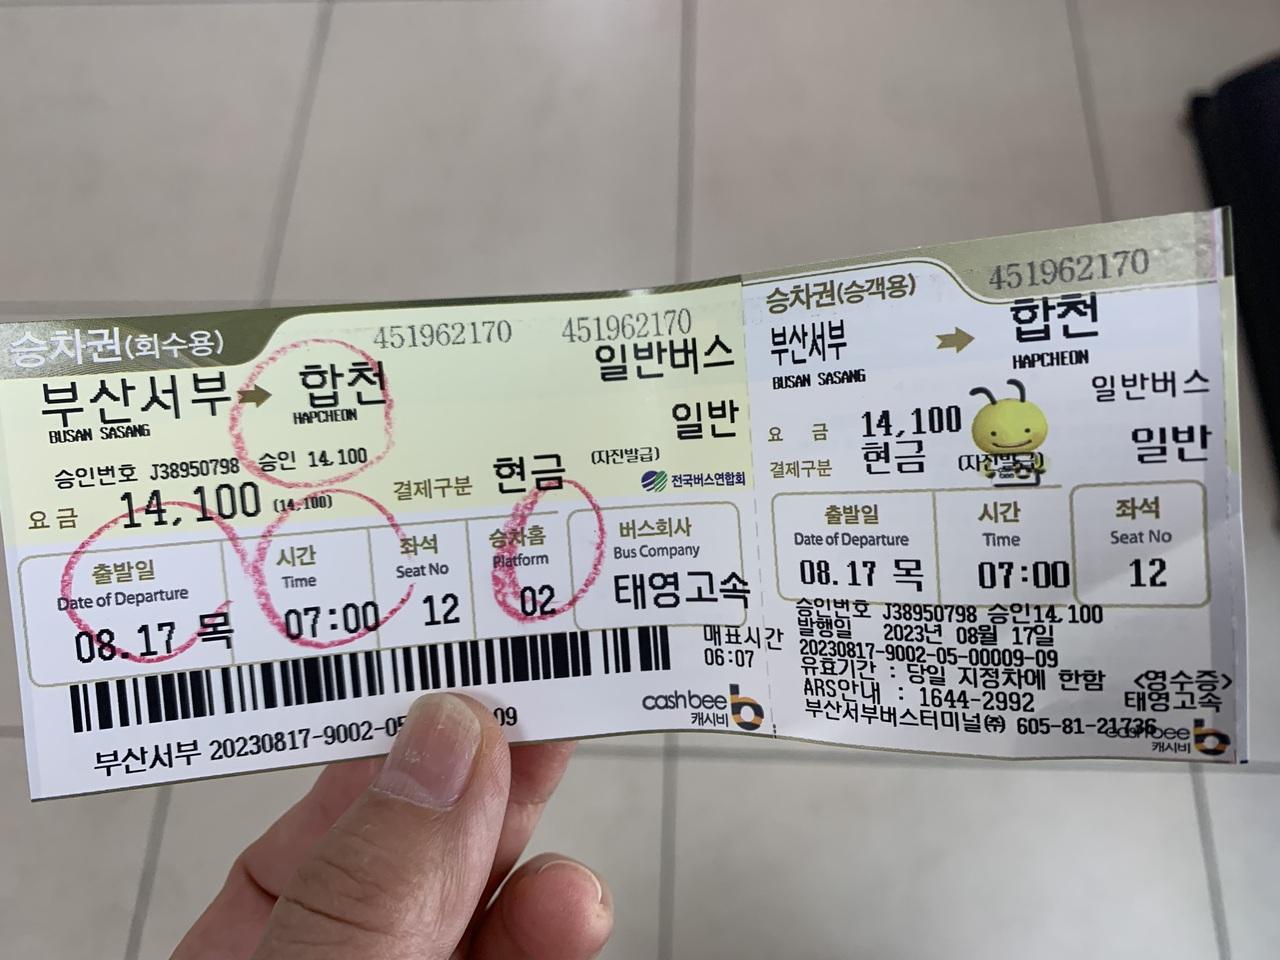 승차권(회수용)
451962170
451962170
부산서부 → 합천
일반버스
BUSAN SASANG
HAPCHEON
일반
승인번호 J38950798 승인 14,100
요금 14,100 (14,100)
결제구분 현금 (자진발급)
전국버스연합회
출발일
시간
좌석
승차홈
버스회사
Date of Departure
Time
Seat No
Platform
Bus Company
08.17 목
07:00
12
02
태영고속
매표시간
06:07
cashbee
캐시비
부산서부 20230817-9002-05
09
승차권(승객용)
451962170
부산서부 → 합천
BUSAN SASANG
HAPCHEON
일반버스
요 금 14,100
일반
결제구분 현금 (자진발급)
출발일
시간
좌석
Date of Departure
Time
Seat No
08.17 목
07:00
12
승인번호 J38950798 승인14,100
발행일 2023년 08월 17일
20230817-9002-05-00009-09
유효기간 : 당일 지정차에 한함
<영수증>
ARS안내 : 1644-2992
태영고속
부산서부버스터미널㈜ 605-81-21736
cashbee
캐시비